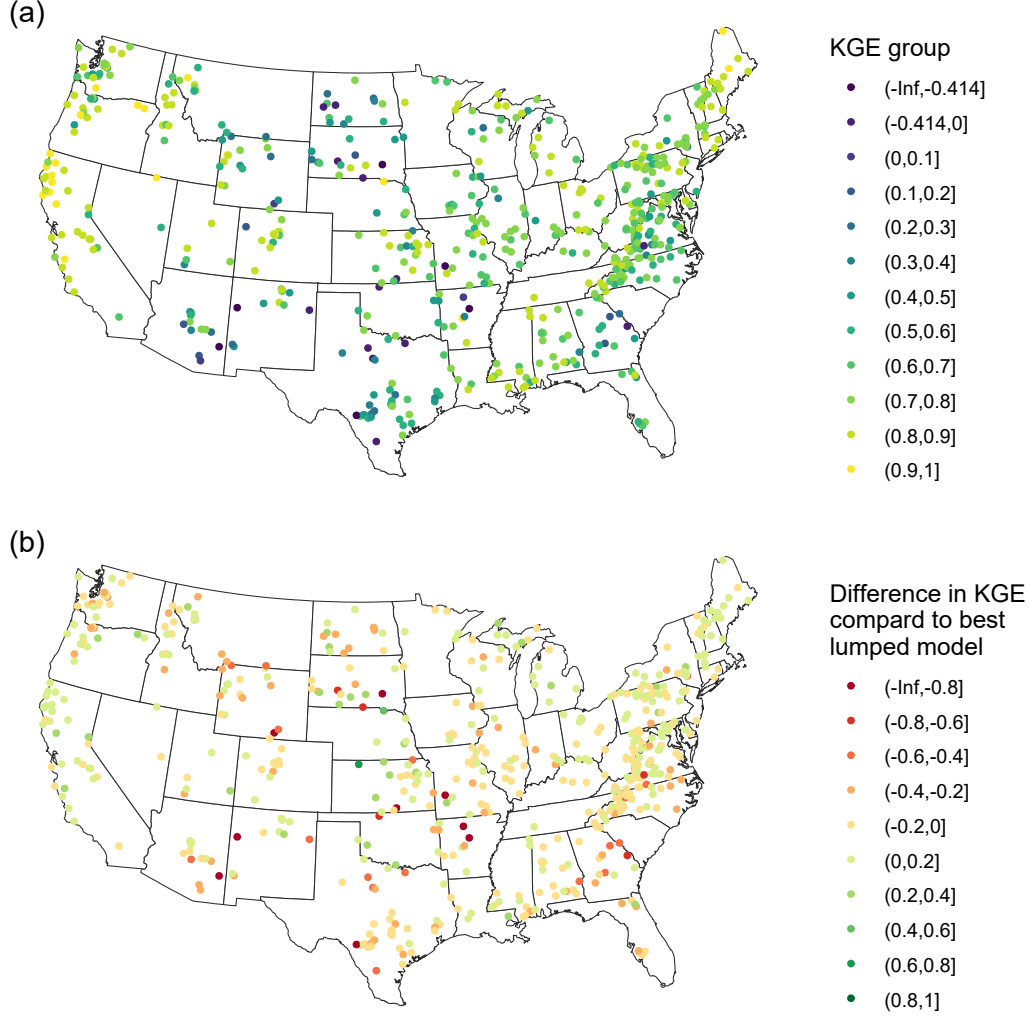 (a)
KGE group
(-Inf,-0.414]
(-0.414,0]
(0,0.1]
(0.1,0.2]
(0.2,0.3]
(0.3,0.4]
(0.4,0.5]
(0.5,0.6]
(0.6,0.7]
(0.7,0.8]
(0.8,0.9]
(0.9,1]
(b)
Difference in KGE
compard to best
lumped model
(-Inf,-0.8]
(-0.8,-0.6]
(-0.6,-0.4]
(-0.4,-0.2]
(-0.2,0]
(0,0.2]
(0.2,0.4]
(0.4,0.6]
(0.6,0.8]
(0.8,1]